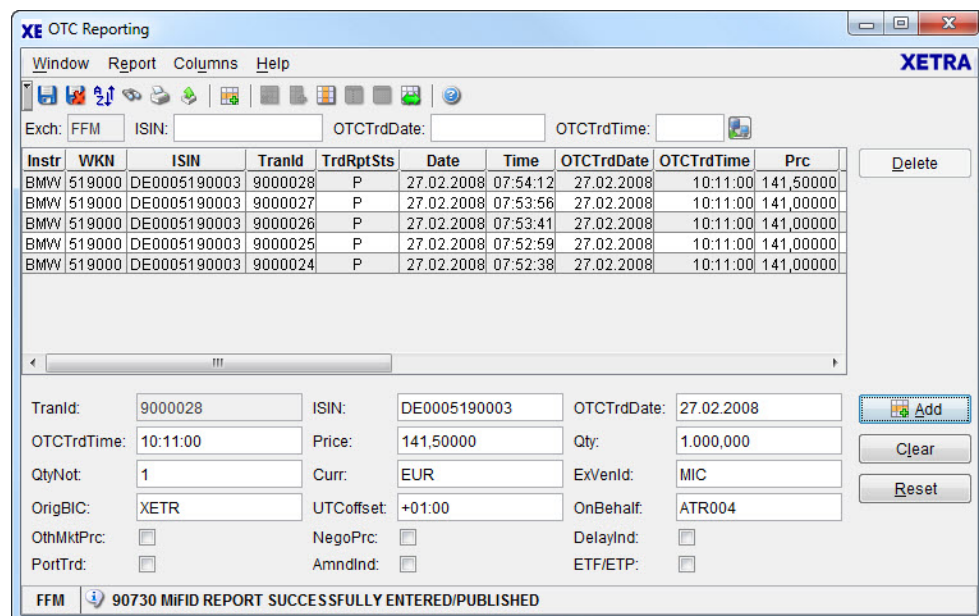 XE OTC Reporting
Window Report Columns Help XETRA
Exch: FFM ISIN: OTCTrdDate: OTCTrdTime:
Instr WKN ISIN TranId TrdRptSts Date Time OTCTrdDate OTCTrdTime Prc
BMW 519000 DE0005190003 9000028 P 27.02.2008 07:54:12 27.02.2008 10:11:00 141,50000
BMW 519000 DE0005190003 9000027 P 27.02.2008 07:53:56 27.02.2008 10:11:00 141,00000
BMW 519000 DE0005190003 9000026 P 27.02.2008 07:53:41 27.02.2008 10:11:00 141,00000
BMW 519000 DE0005190003 9000025 P 27.02.2008 07:52:59 27.02.2008 10:11:00 141,00000
BMW 519000 DE0005190003 9000024 P 27.02.2008 07:52:38 27.02.2008 10:11:00 141,00000
Delete
TranId: 9000028 ISIN: DE0005190003 OTCTrdDate: 27.02.2008
OTCTrdTime: 10:11:00 Price: 141,50000 Qty: 1.000,000
QtyNot: 1 Curr: EUR ExVenId: MIC
OrigBIC: XETR UTCoffset: +01:00 OnBehalf: ATR004
OthMktPrc: NegoPrc: DelayInd:
PortTrd: AmndInd: ETF/ETP:
Add
Clear
Reset
FFM 90730 MiFID REPORT SUCCESSFULLY ENTERED/PUBLISHED